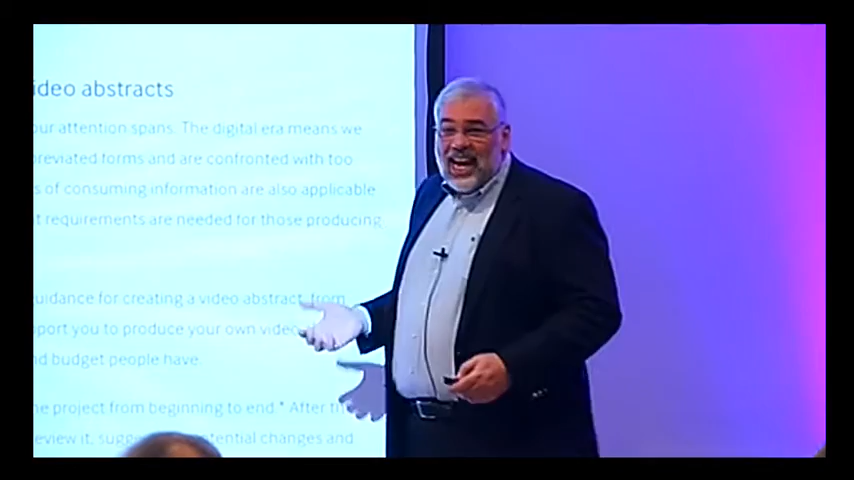 ideo abstracts
our attention spans. The digital era means we
breviated forms and are confronted with too
s of consuming information are also applicable
t requirements are needed for those producing
uidance for creating a video abstract, from
port you to produce your own video
nd budget people have.
he project from beginning to end.* After th
eview it, sugg potential changes and